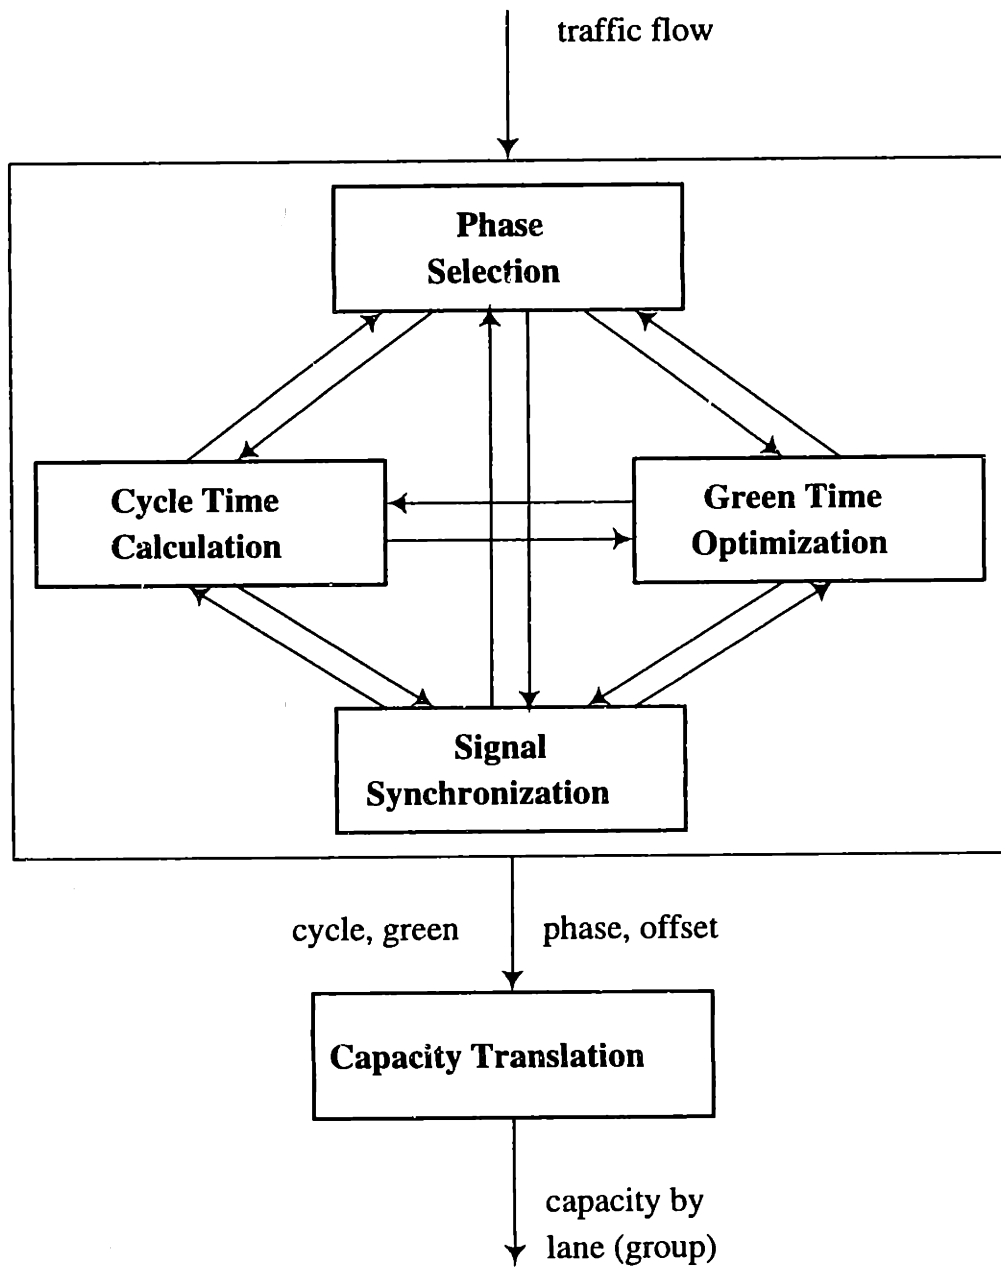 traffic flow
Phase
Selection
Cycle Time
Calculation
Green Time
Optimization
Signal
Synchronization
cycle, green
phase, offset
Capacity Translation
capacity by
lane (group)